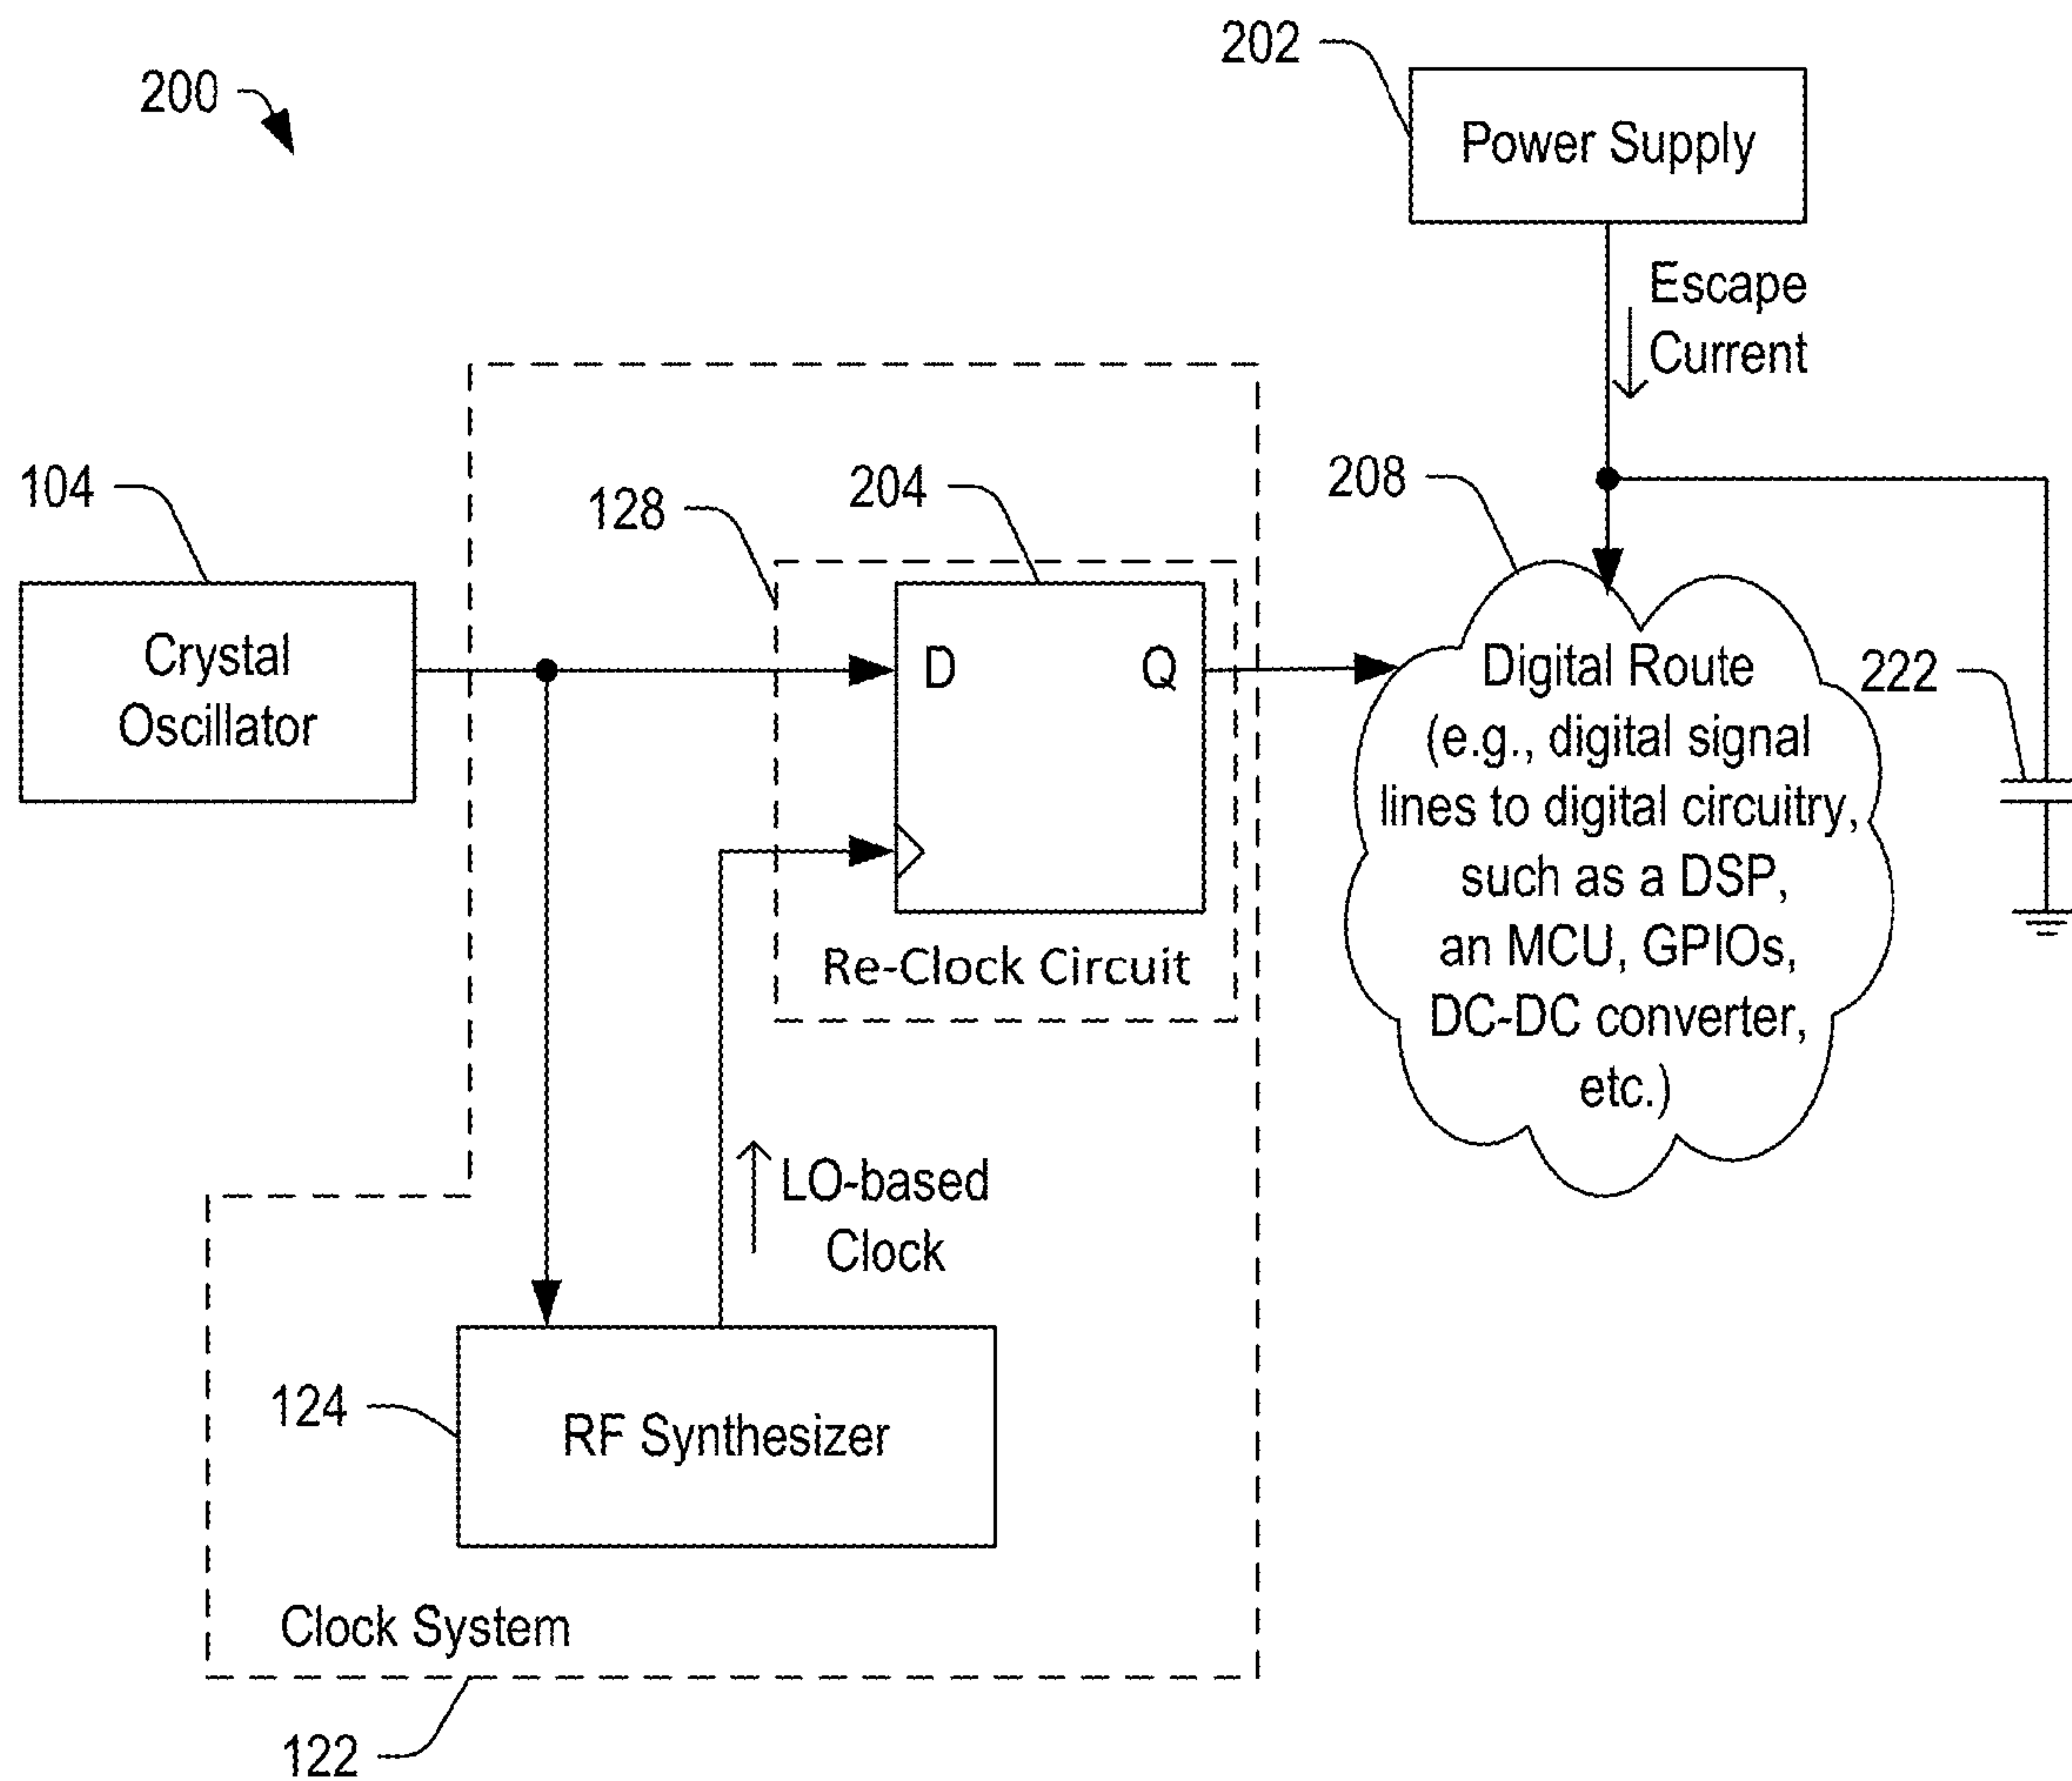 202
200
Power Supply
Escape
Current
104
128
204
208
Crystal
Oscillator
D
Q
Digital Route
(e.g., digital signal
lines to digital circuitry,
such as a DSP,
an MCU, GPIOs,
DC-DC converter,
etc.)
222
Re-Clock Circuit
LO-based
Clock
124
RF Synthesizer
Clock System
122